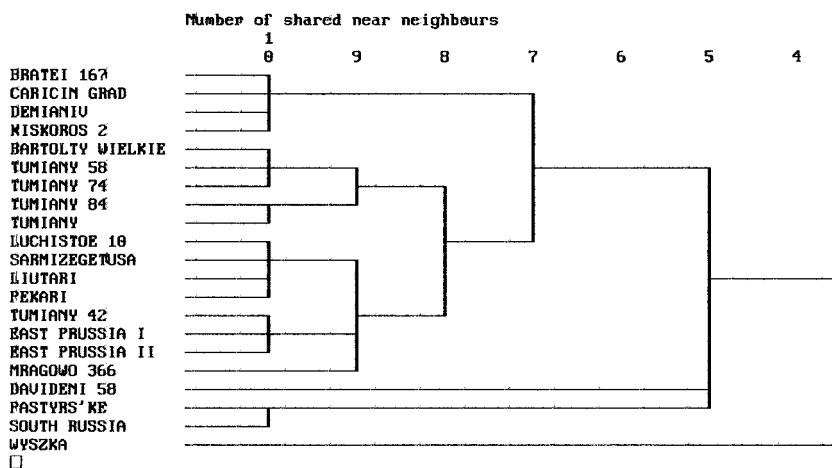 Number of shared near neighbours
1
0 9 8 7 6 5 4
BRATEI 167
CARICIN GRAD
DEMIANIV
KISKOROS 2
BARTOLTY WIELKIE
TUMIANY 58
TUMIANY 74
TUMIANY 84
TUMIANY
LUCHISTOE 10
SARMIZEGETUSA
LIUTARI
PEKARI
TUMIANY 42
EAST PRUSSIA I
EAST PRUSSIA II
MRAGOWO 366
DAVIDENI 58
PASTYRS'KE
SOUTH RUSSIA
WYSZKA